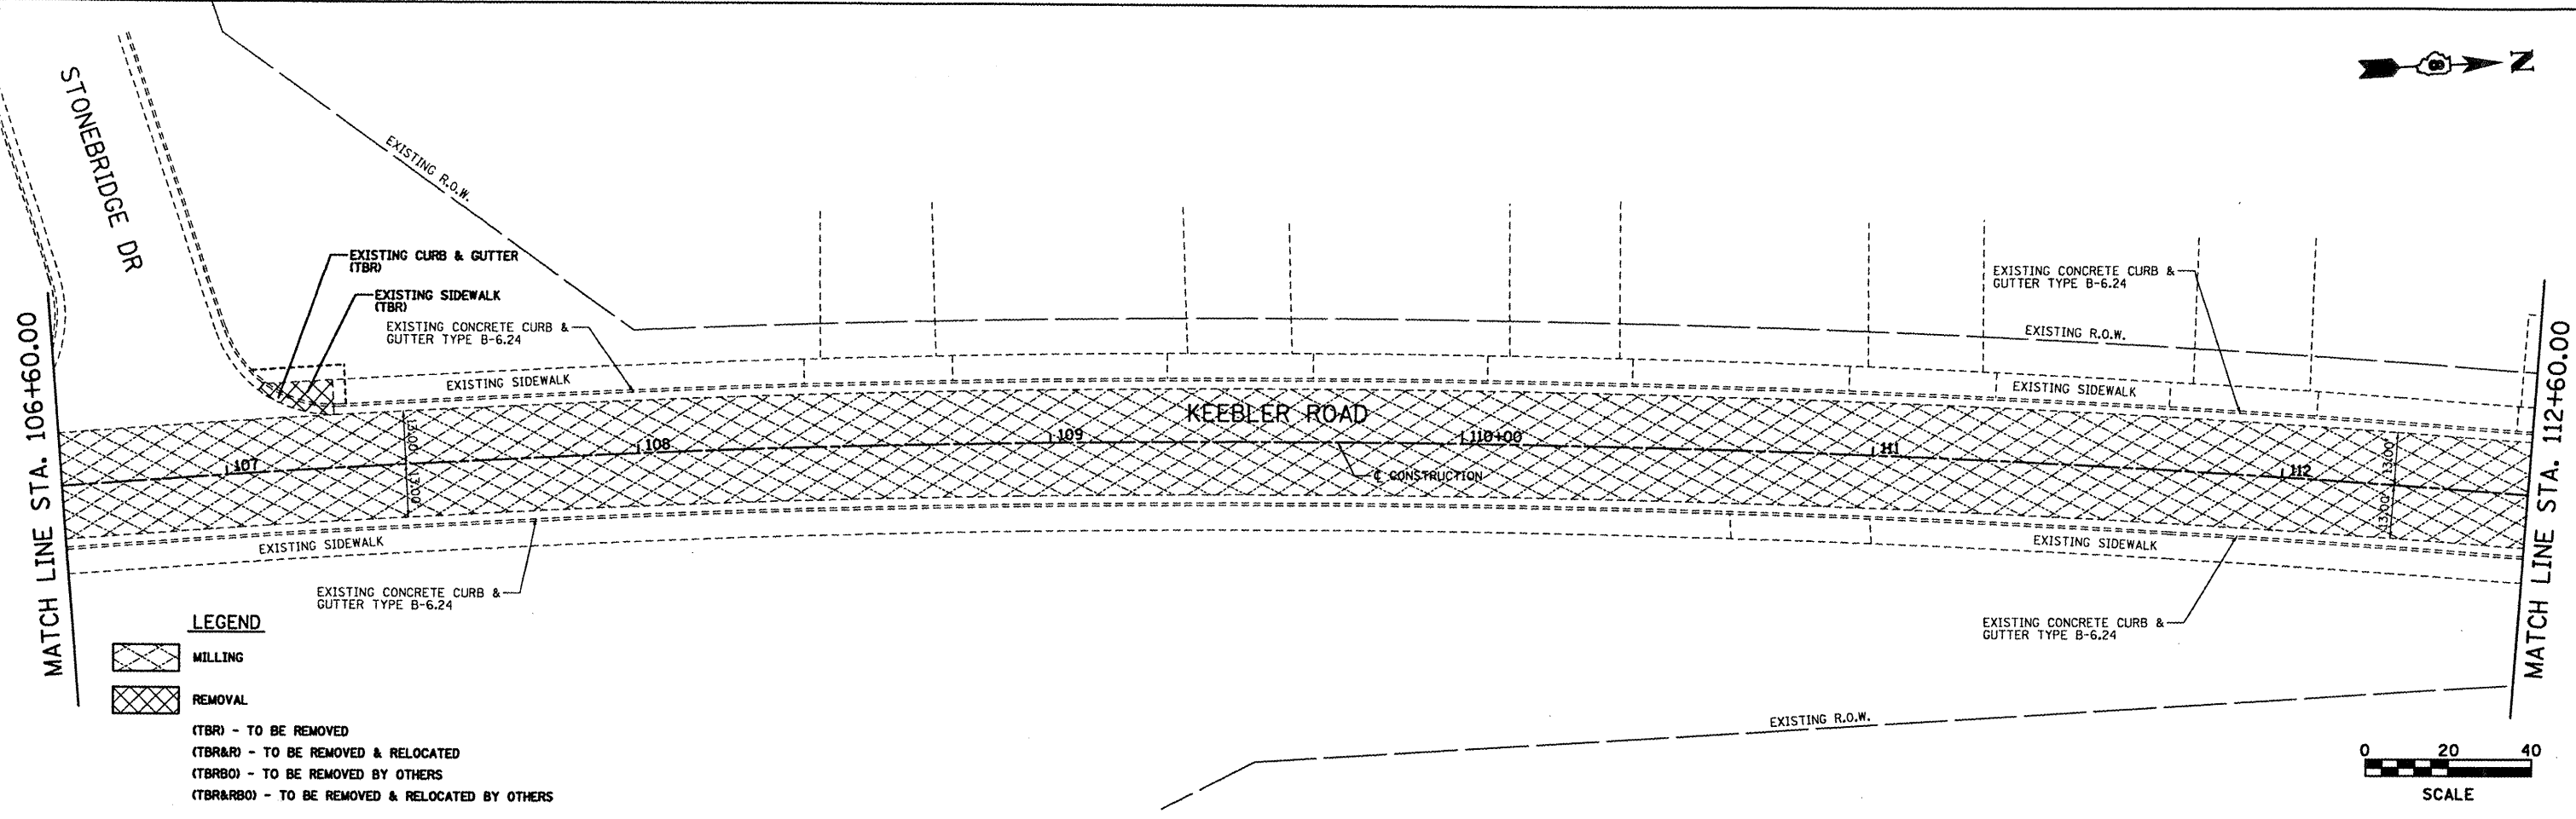 N
STONEBRIDGE DR
EXISTING R.O.W.
EXISTING CURB & GUTTER
(TBR)
EXISTING SIDEWALK
(TBR)
EXISTING CONCRETE CURB &
GUTTER TYPE B-6.24
EXISTING CONCRETE CURB &
GUTTER TYPE B-6.24
EXISTING R.O.W.
MATCH LINE STA. 106+60.00
MATCH LINE STA. 112+60.00
EXISTING SIDEWALK
EXISTING SIDEWALK
KEEBLER ROAD
107
108
109
110+00
111
112
13.00'
13.00'
13.00'
13.00'
℄ CONSTRUCTION
EXISTING SIDEWALK
EXISTING SIDEWALK
EXISTING CONCRETE CURB &
GUTTER TYPE B-6.24
EXISTING CONCRETE CURB &
GUTTER TYPE B-6.24
EXISTING R.O.W.
LEGEND
MILLING
REMOVAL
(TBR) - TO BE REMOVED
(TBR&R) - TO BE REMOVED & RELOCATED
(TBRBO) - TO BE REMOVED BY OTHERS
(TBR&RBO) - TO BE REMOVED & RELOCATED BY OTHERS
0 20 40
SCALE